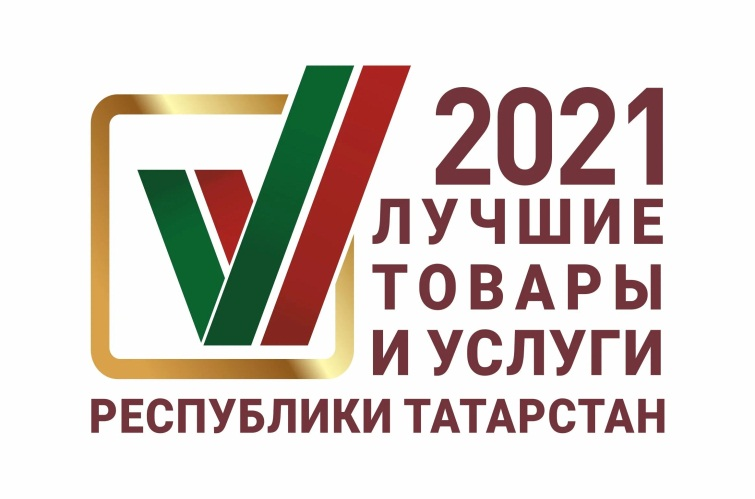 2021
ЛУЧШИЕ
ТОВАРЫ
И УСЛУГИ
РЕСПУБЛИКИ ТАТАРСТАН